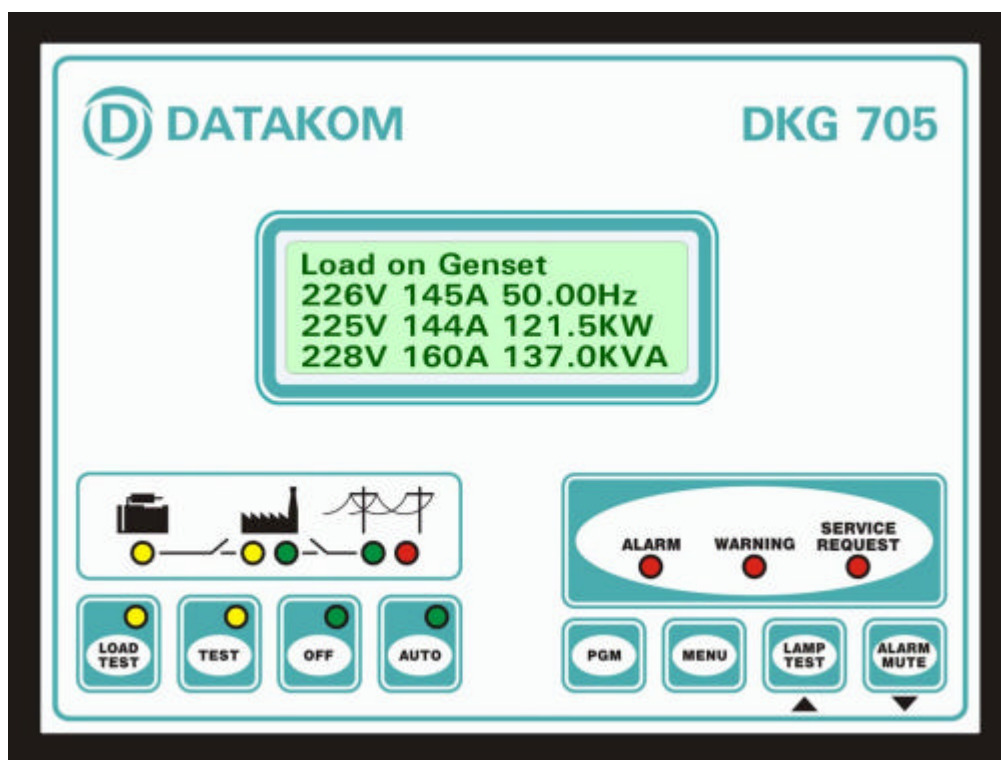 D DATAKOM
DKG 705
Load on Genset
226V 145A 50.00Hz
225V 144A 121.5KW
228V 160A 137.0KVA
ALARM
WARNING
SERVICE
REQUEST
LOAD
TEST
TEST
OFF
AUTO
PGM
MENU
LAMP
TEST
ALARM
MUTE